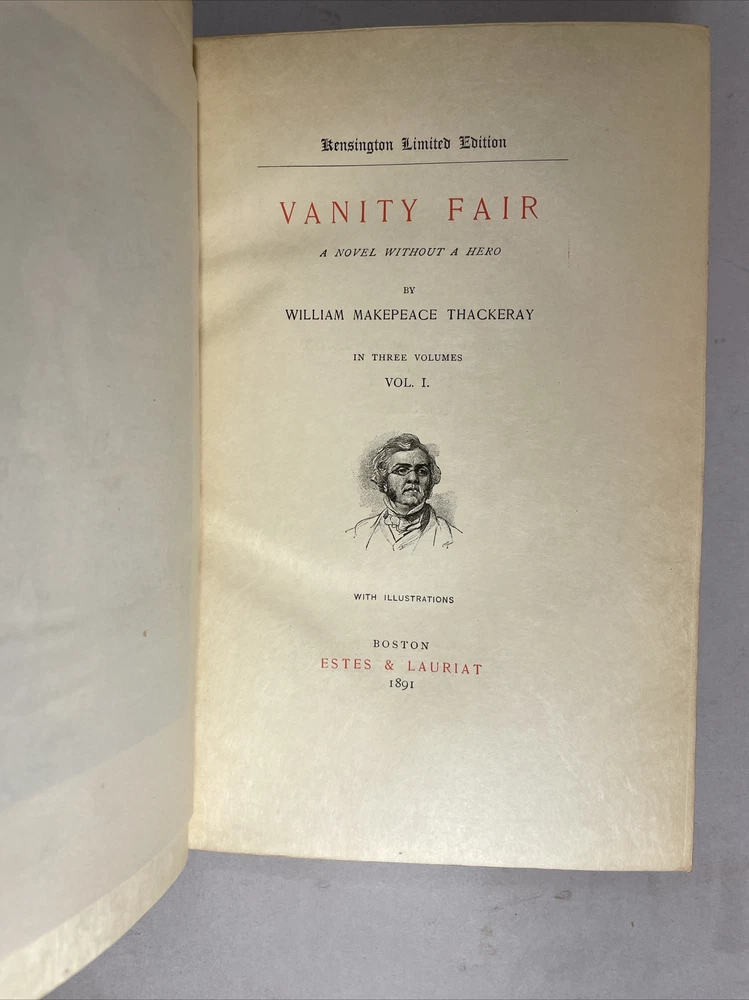 Kensington Limited Edition
VANITY FAIR
A NOVEL WITHOUT A HERO
BY
WILLIAM MAKEPEACE THACKERAY
IN THREE VOLUMES
VOL. I.
WITH ILLUSTRATIONS
BOSTON
ESTES & LAURIAT
1891